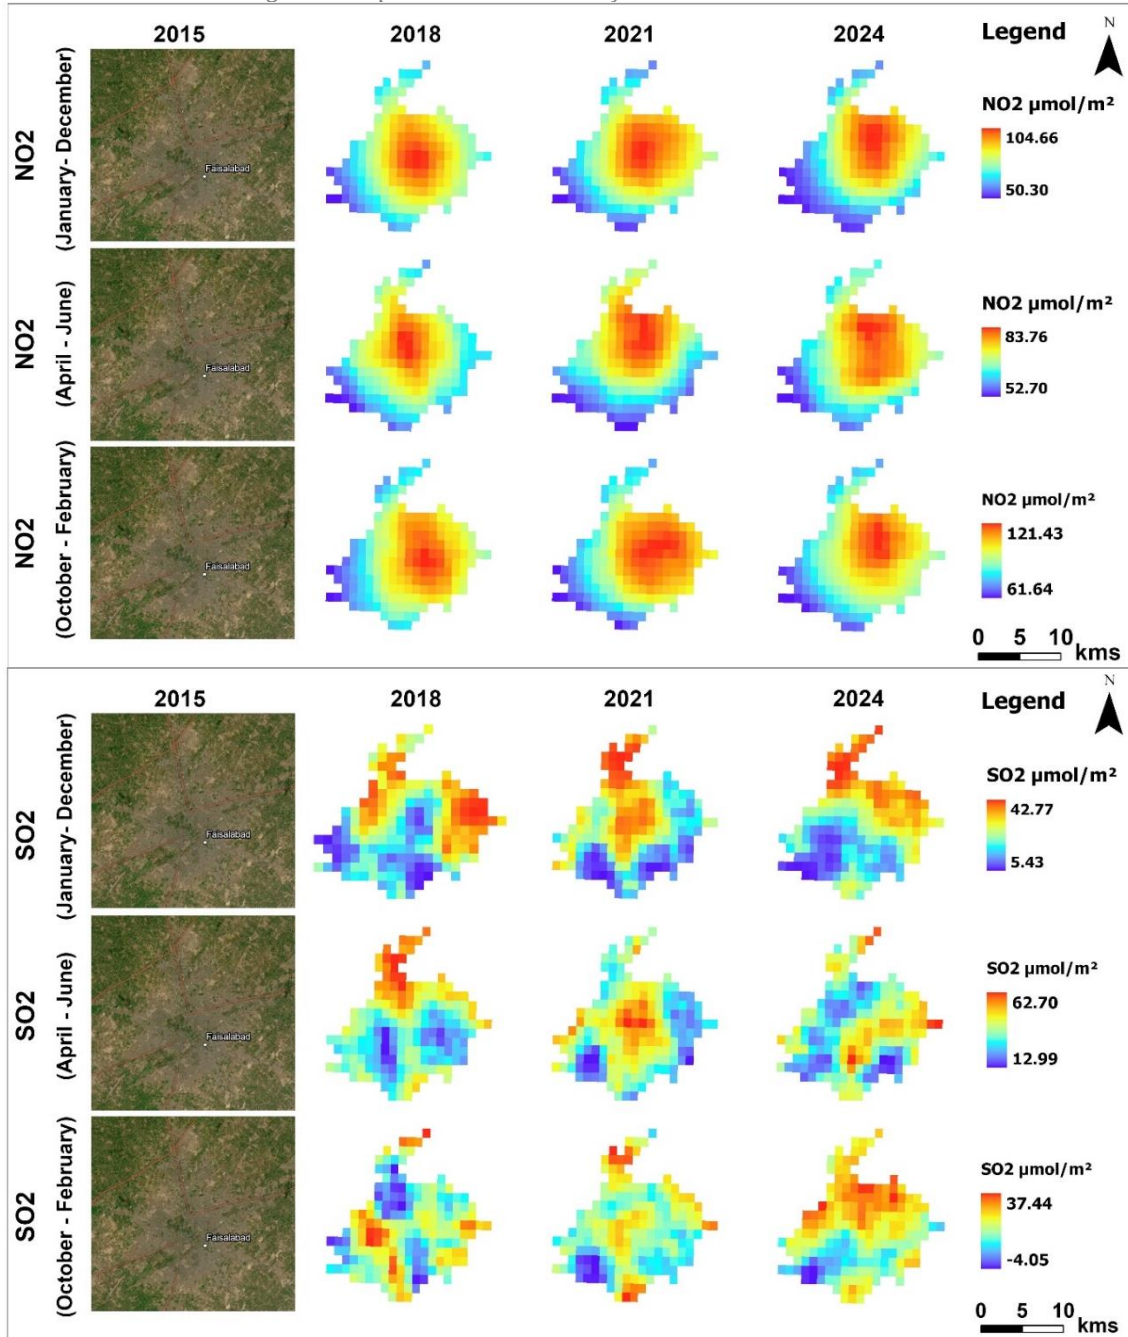 2015 2018 2021 2024 Legend N
NO2
(January- December)
Faisalabad
NO2 µmol/m²
104.66
50.30
NO2
(April - June)
Faisalabad
NO2 µmol/m²
83.76
52.70
NO2
(October - February)
Faisalabad
NO2 µmol/m²
121.43
61.64
0 5 10 kms
2015 2018 2021 2024 Legend N
SO2
(January- December)
Faisalabad
SO2 µmol/m²
42.77
5.43
SO2
(April - June)
Faisalabad
SO2 µmol/m²
62.70
12.99
SO2
(October - February)
Faisalabad
SO2 µmol/m²
37.44
-4.05
0 5 10 kms